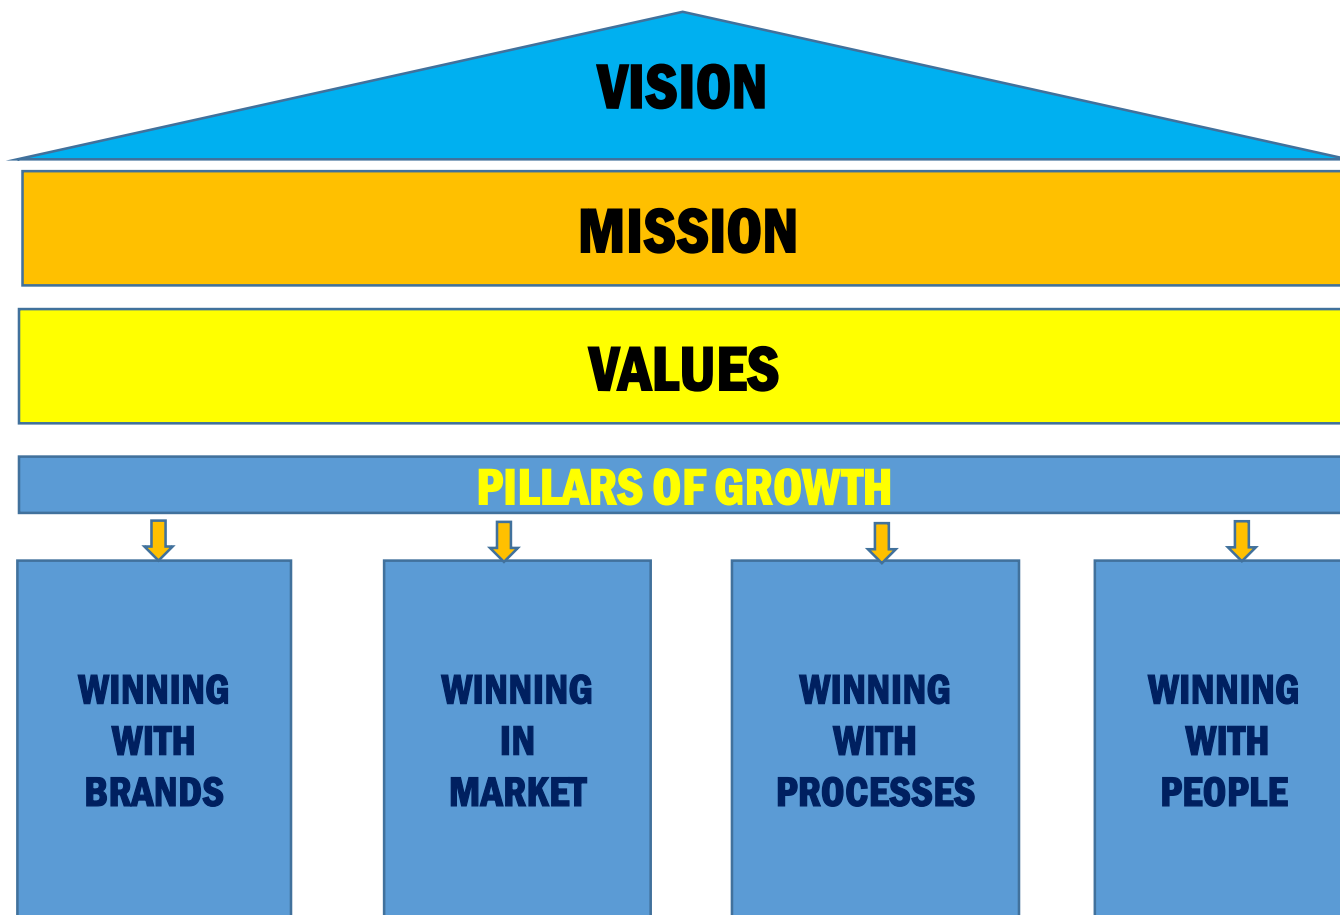 VISION
MISSION
VALUES
PILLARS OF GROWTH
WINNING
WITH
BRANDS
WINNING
IN
MARKET
WINNING
WITH
PROCESSES
WINNING
WITH
PEOPLE